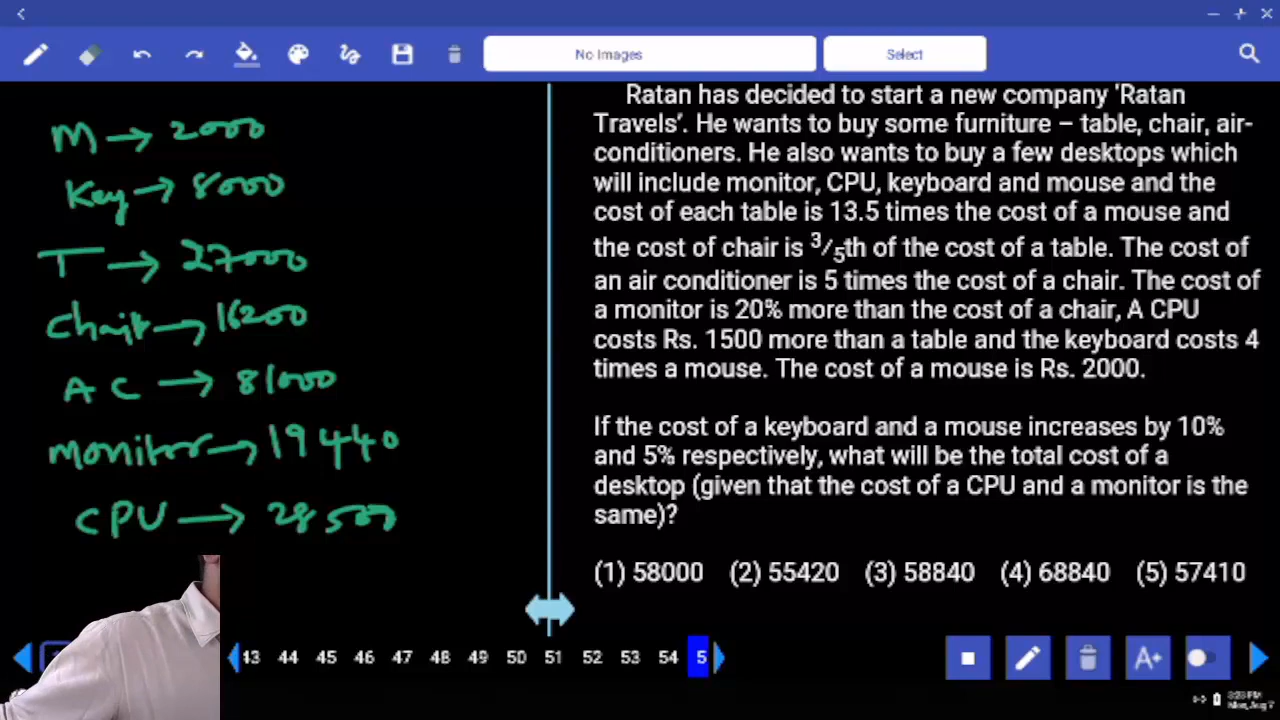 No Images
Select
M → 2000
Key → 8000
T → 27000
Chair → 16200
AC → 81000
Monitor → 19440
CPU → 28500
Ratan has decided to start a new company 'Ratan
Travels'. He wants to buy some furniture – table, chair, air-
conditioners. He also wants to buy a few desktops which
will include monitor, CPU, keyboard and mouse and the
cost of each table is 13.5 times the cost of a mouse and
the cost of chair is 3/5th of the cost of a table. The cost of
an air conditioner is 5 times the cost of a chair. The cost of
a monitor is 20% more than the cost of a chair, A CPU
costs Rs. 1500 more than a table and the keyboard costs 4
times a mouse. The cost of a mouse is Rs. 2000.
If the cost of a keyboard and a mouse increases by 10%
and 5% respectively, what will be the total cost of a
desktop (given that the cost of a CPU and a monitor is the
same)?
(1) 58000 (2) 55420 (3) 58840 (4) 68840 (5) 57410
43 44 45 46 47 48 49 50 51 52 53 54 5
A+
3:23 PM
Mon, Aug 7